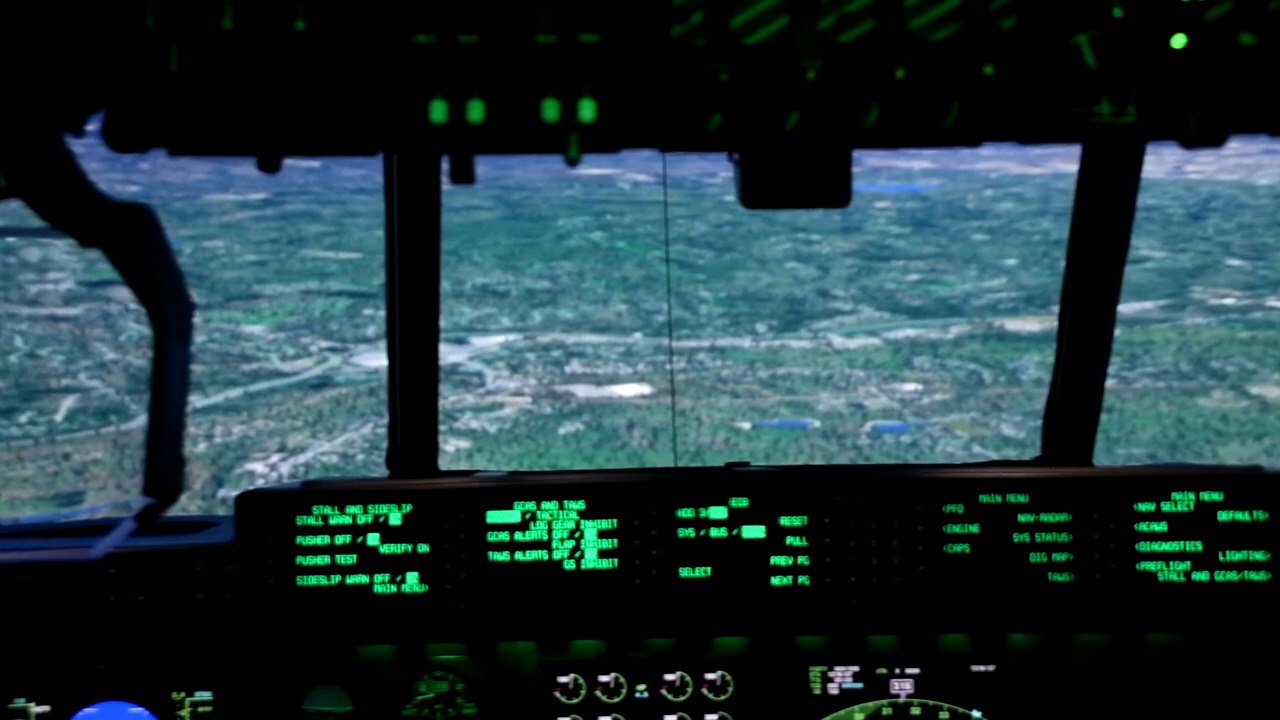 STALL AND SIDESLIP
STALL WARN OFF /
PUSHER OFF /
VERIFY ON
PUSHER TEST
SIDESLIP WARN OFF /
MAIN MENU>
GCAS AND TAWS
/ TACTICAL
LDG GEAR INHIBIT
GCAS ALERTS OFF /
FLAP INHIBIT
TAWS ALERTS OFF /
GS INHIBIT
RESET
SYS / BUS /
PULL
PREV PG
SELECT
NEXT PG
MAIN MENU
<PFD
NAV-RADAR>
<ENGINE
SYS STATUS>
<CAPS
DIG MAP>
TAWS>
MAIN MENU
<NAV SELECT
DEFAULTS>
<ACAWS
<DIAGNOSTICS
LIGHTING>
<PREFLIGHT
STALL AND GCAS/TAWS>